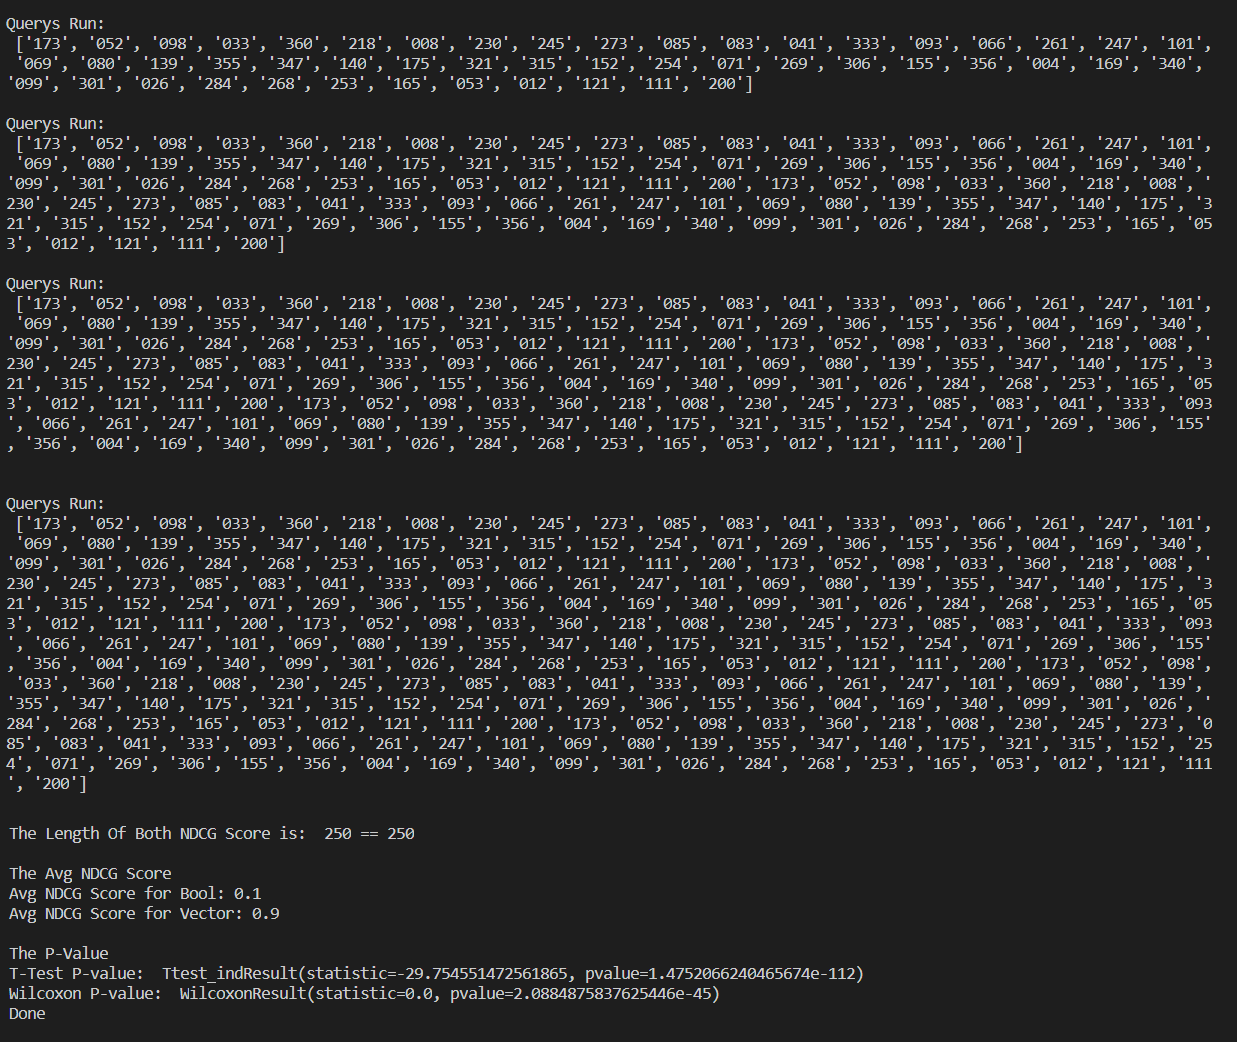 Querys Run:
['173', '052', '098', '033', '360', '218', '008', '230', '245', '273', '085', '083', '041', '333', '093', '066', '261', '247', '101',
'069', '080', '139', '355', '347', '140', '175', '321', '315', '152', '254', '071', '269', '306', '155', '356', '004', '169', '340',
'099', '301', '026', '284', '268', '253', '165', '053', '012', '121', '111', '200']
Querys Run:
['173', '052', '098', '033', '360', '218', '008', '230', '245', '273', '085', '083', '041', '333', '093', '066', '261', '247', '101',
'069', '080', '139', '355', '347', '140', '175', '321', '315', '152', '254', '071', '269', '306', '155', '356', '004', '169', '340',
'099', '301', '026', '284', '268', '253', '165', '053', '012', '121', '111', '200', '173', '052', '098', '033', '360', '218', '008', '
230', '245', '273', '085', '083', '041', '333', '093', '066', '261', '247', '101', '069', '080', '139', '355', '347', '140', '175', '3
21', '315', '152', '254', '071', '269', '306', '155', '356', '004', '169', '340', '099', '301', '026', '284', '268', '253', '165', '05
3', '012', '121', '111', '200']
Querys Run:
['173', '052', '098', '033', '360', '218', '008', '230', '245', '273', '085', '083', '041', '333', '093', '066', '261', '247', '101',
'069', '080', '139', '355', '347', '140', '175', '321', '315', '152', '254', '071', '269', '306', '155', '356', '004', '169', '340',
'099', '301', '026', '284', '268', '253', '165', '053', '012', '121', '111', '200', '173', '052', '098', '033', '360', '218', '008', '
230', '245', '273', '085', '083', '041', '333', '093', '066', '261', '247', '101', '069', '080', '139', '355', '347', '140', '175', '3
21', '315', '152', '254', '071', '269', '306', '155', '356', '004', '169', '340', '099', '301', '026', '284', '268', '253', '165', '05
3', '012', '121', '111', '200', '173', '052', '098', '033', '360', '218', '008', '230', '245', '273', '085', '083', '041', '333', '093
', '066', '261', '247', '101', '069', '080', '139', '355', '347', '140', '175', '321', '315', '152', '254', '071', '269', '306', '155'
, '356', '004', '169', '340', '099', '301', '026', '284', '268', '253', '165', '053', '012', '121', '111', '200']
Querys Run:
['173', '052', '098', '033', '360', '218', '008', '230', '245', '273', '085', '083', '041', '333', '093', '066', '261', '247', '101',
'069', '080', '139', '355', '347', '140', '175', '321', '315', '152', '254', '071', '269', '306', '155', '356', '004', '169', '340',
'099', '301', '026', '284', '268', '253', '165', '053', '012', '121', '111', '200', '173', '052', '098', '033', '360', '218', '008', '
230', '245', '273', '085', '083', '041', '333', '093', '066', '261', '247', '101', '069', '080', '139', '355', '347', '140', '175', '3
21', '315', '152', '254', '071', '269', '306', '155', '356', '004', '169', '340', '099', '301', '026', '284', '268', '253', '165', '05
3', '012', '121', '111', '200', '173', '052', '098', '033', '360', '218', '008', '230', '245', '273', '085', '083', '041', '333', '093
', '066', '261', '247', '101', '069', '080', '139', '355', '347', '140', '175', '321', '315', '152', '254', '071', '269', '306', '155'
, '356', '004', '169', '340', '099', '301', '026', '284', '268', '253', '165', '053', '012', '121', '111', '200', '173', '052', '098',
'033', '360', '218', '008', '230', '245', '273', '085', '083', '041', '333', '093', '066', '261', '247', '101', '069', '080', '139', '
355', '347', '140', '175', '321', '315', '152', '254', '071', '269', '306', '155', '356', '004', '169', '340', '099', '301', '026', '
284', '268', '253', '165', '053', '012', '121', '111', '200', '173', '052', '098', '033', '360', '218', '008', '230', '245', '273', '0
85', '083', '041', '333', '093', '066', '261', '247', '101', '069', '080', '139', '355', '347', '140', '175', '321', '315', '152', '25
4', '071', '269', '306', '155', '356', '004', '169', '340', '099', '301', '026', '284', '268', '253', '165', '053', '012', '121', '111
', '200']
The Length Of Both NDCG Score is:  250 == 250
The Avg NDCG Score
Avg NDCG Score for Bool: 0.1
Avg NDCG Score for Vector: 0.9
The P-Value
T-Test P-value:  Ttest_indResult(statistic=-29.754551472561865, pvalue=1.475206620465674e-112)
Wilcoxon P-value:  WilcoxonResult(statistic=0.0, pvalue=2.0884875837625446e-45)
Done